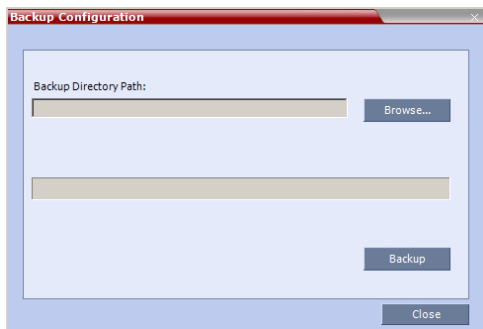 Backup Configuration
Backup Directory Path:
Browse...
Backup
Close